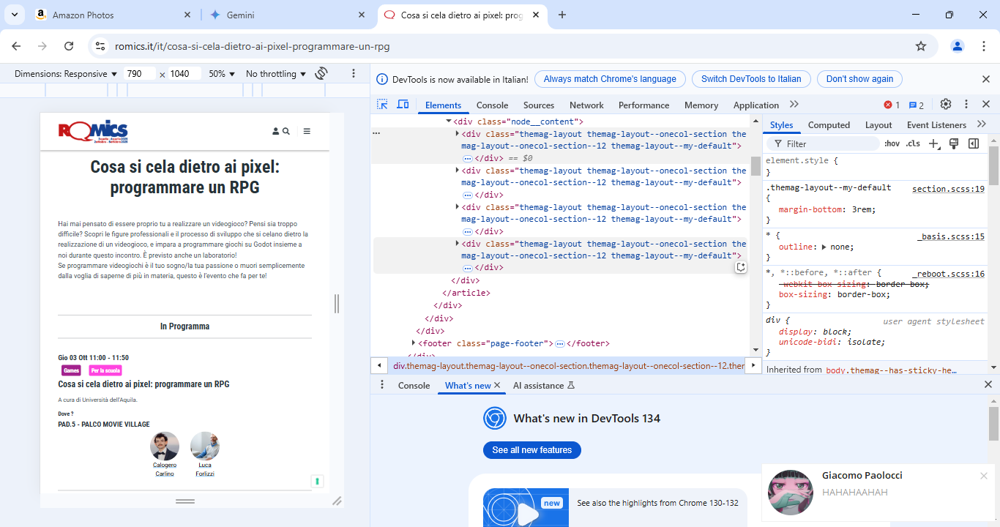 Amazon Photos
Gemini
Cosa si cela dietro ai pixel: prog
romics.it/it/cosa-si-cela-dietro-ai-pixel-programmare-un-rpg
Dimensions: Responsive
790
×
1040
50%
No throttling
ROMICS
Cosa si cela dietro ai pixel:
programmare un RPG
Hai mai pensato di essere proprio tu a realizzare un videogioco? Pensi sia troppo
difficile? Scopri le figure professionali e il processo di sviluppo che si celano dietro la
realizzazione di un videogioco, e impara a programmare giochi su Godot insieme a
noi durante questo incontro. È previsto anche un laboratorio!
Se programmare videogiochi è il tuo sogno/la tua passione o muori semplicemente
dalla voglia di saperne di più in materia, questo è l'evento che fa per te!
In Programma
Gio 03 Ott 11:00 - 11:50
Games
Per la scuola
Cosa si cela dietro ai pixel: programmare un RPG
A cura di Università dell'Aquila.
Dove ?
PAD.5 - PALCO MOVIE VILLAGE
Calogero
Carlino
Luca
Forlizzi
DevTools is now available in Italian!
Always match Chrome's language
Switch DevTools to Italian
Don't show again
Elements
Console
Sources
Network
Performance
Memory
Application
1
2
<div class="node__content">
<div class="themag-layout themag-layout--onecol-section the
mag-layout--onecol-section--12 themag-layout--my-default">
</div> == $0
<div class="themag-layout themag-layout--onecol-section the
mag-layout--onecol-section--12 themag-layout--my-default">
</div>
<div class="themag-layout themag-layout--onecol-section the
mag-layout--onecol-section--12 themag-layout--my-default">
</div>
<div class="themag-layout themag-layout--onecol-section the
mag-layout--onecol-section--12 themag-layout--my-default">
</div>
</div>
</article>
</div>
</div>
</div>
<footer class="page-footer"> </footer>
</div>
div.themag-layout.themag-layout--onecol-section.themag-layout--onecol-section--12.ther
Styles
Computed
Layout
Event Listeners
Filter
:hov
.cls
element.style {
}
.themag-layout--my-default
section.scss:19
{
margin-bottom: 3rem;
}
* {
_basis.scss:15
outline: none;
}
*, *::before, *::after {
_reboot.scss:16
-webkit-box-sizing: border-box;
box-sizing: border-box;
}
div {
user agent stylesheet
display: block;
unicode-bidi: isolate;
}
Inherited from body.themag--has-sticky-he…
Console
What's new
AI assistance
What's new in DevTools 134
See all new features
new
See also the highlights from Chrome 130-132
Giacomo Paolocci
HAHAHAAHAH